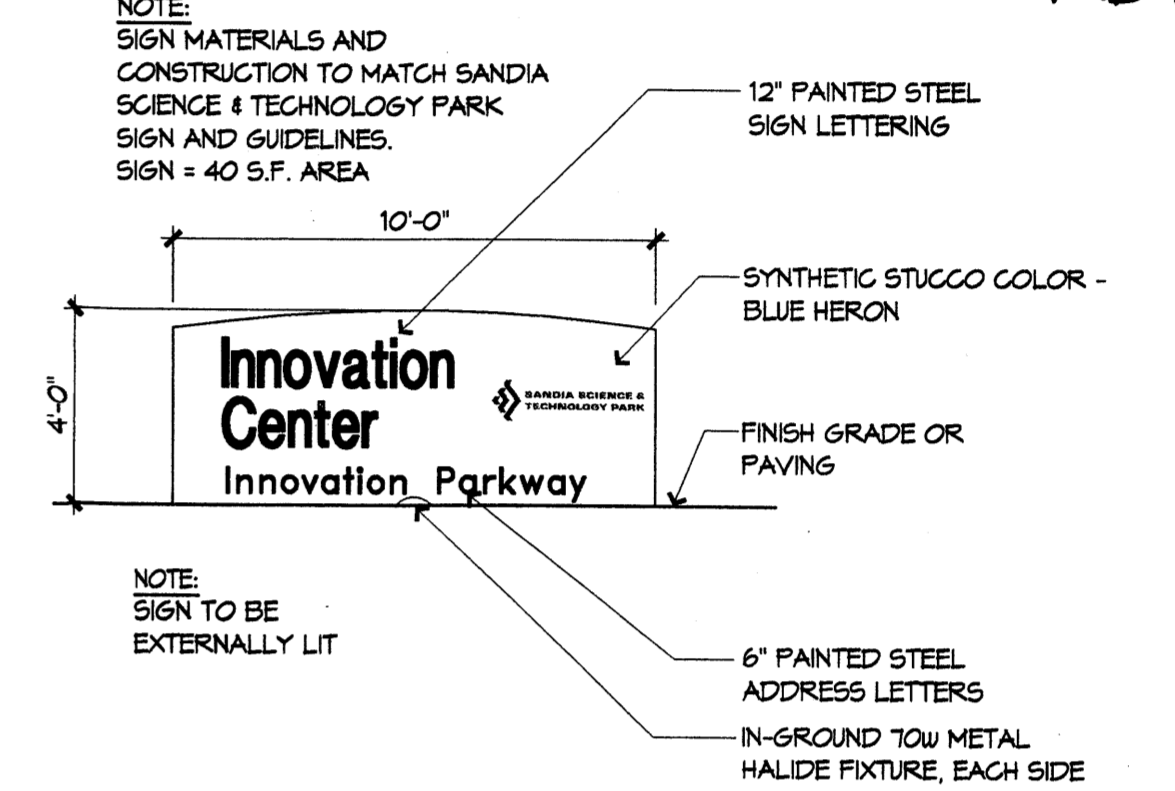 NOTE:
SIGN MATERIALS AND
CONSTRUCTION TO MATCH SANDIA
SCIENCE & TECHNOLOGY PARK
SIGN AND GUIDELINES.
SIGN = 40 S.F. AREA
12" PAINTED STEEL
SIGN LETTERING
10'-0"
SYNTHETIC STUCCO COLOR -
BLUE HERON
4'-0"
Innovation
Center
SANDIA SCIENCE &
TECHNOLOGY PARK
Innovation Parkway
FINISH GRADE OR
PAVING
NOTE:
SIGN TO BE
EXTERNALLY LIT
6" PAINTED STEEL
ADDRESS LETTERS
IN-GROUND 70W METAL
HALIDE FIXTURE, EACH SIDE